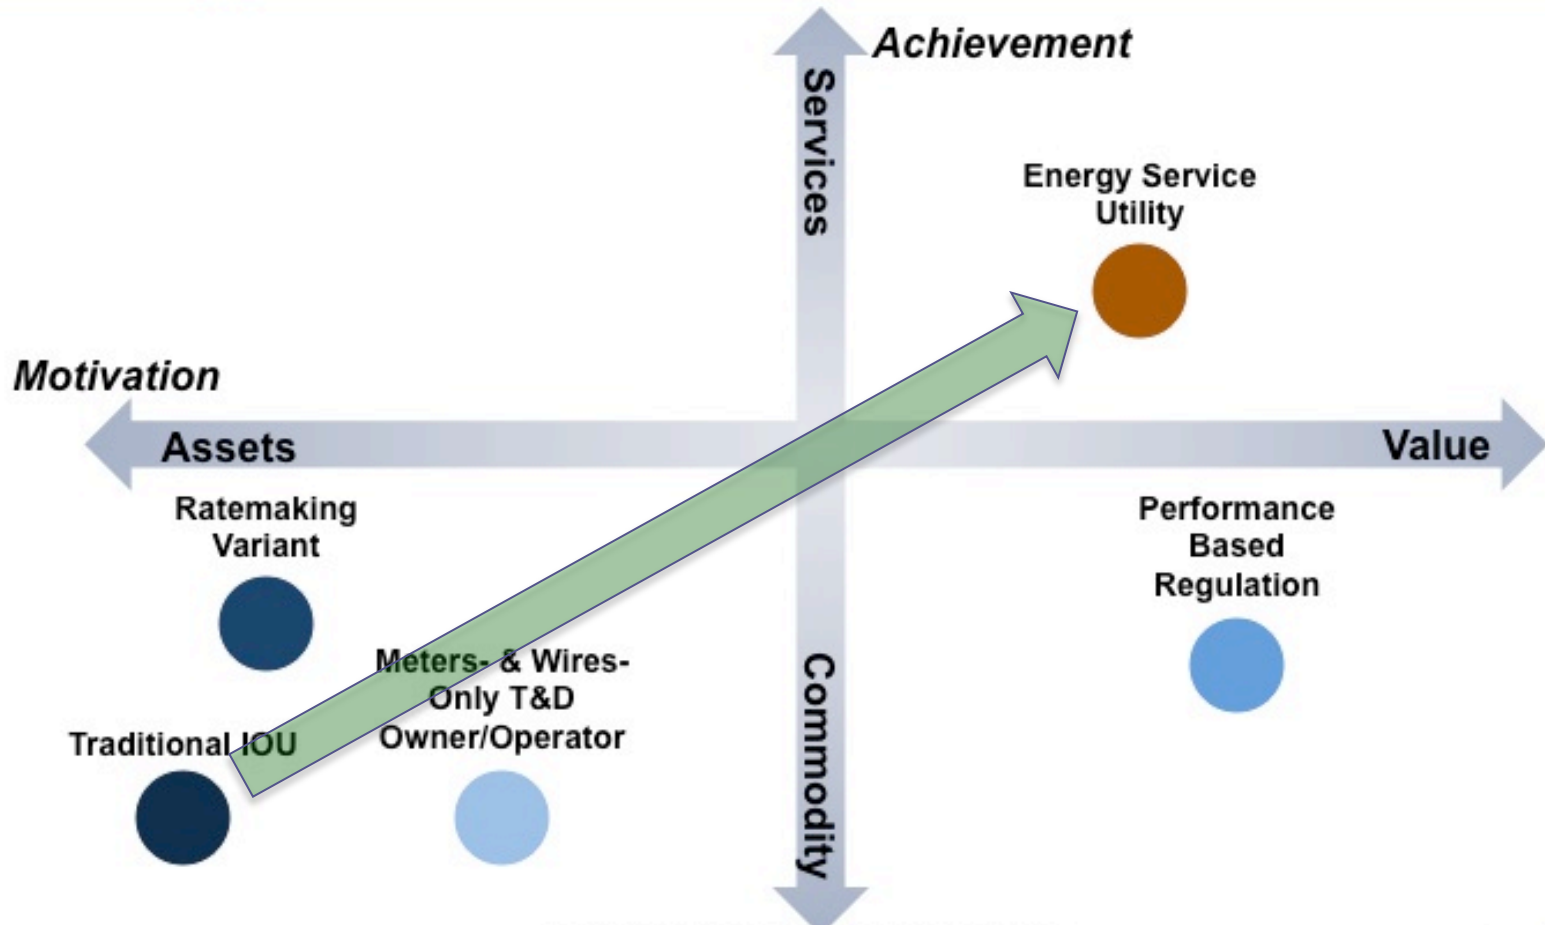 Achievement
Services
Energy Service
Utility
Motivation
Assets
Value
Ratemaking
Variant
Performance
Based
Regulation
Meters- & Wires-
Only T&D
Owner/Operator
Traditional IOU
Commodity